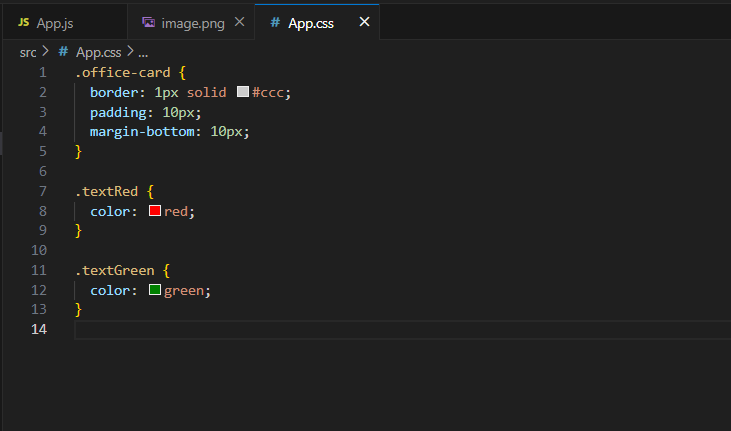 JS App.js image.png × # App.css ×
src > # App.css > ...
1 .office-card {
2   border: 1px solid #ccc;
3   padding: 10px;
4   margin-bottom: 10px;
5 }
6
7 .textRed {
8   color: red;
9 }
10
11 .textGreen {
12   color: green;
13 }
14